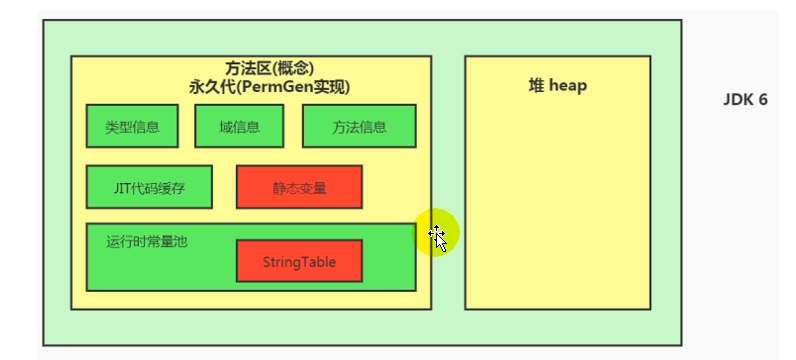 方法区(概念)
永久代(PermGen实现)
堆 heap
JDK 6
类型信息
域信息
方法信息
JIT代码缓存
静态变量
运行时常量池
StringTable